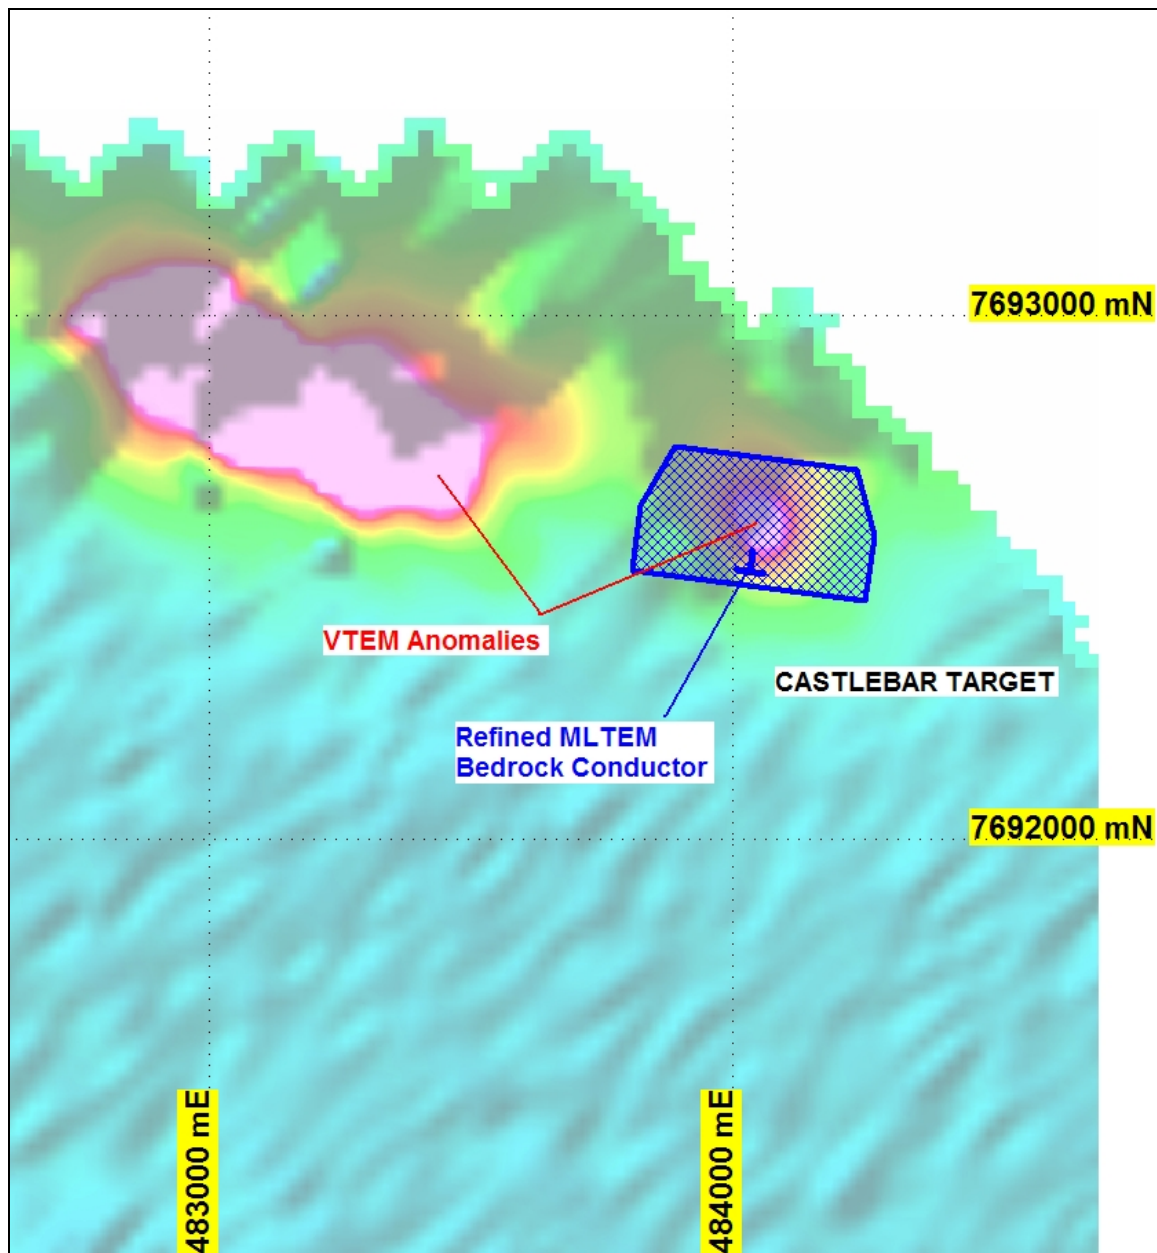 7693000 mN
VTEM Anomalies
CASTLEBAR TARGET
Refined MLTEM
Bedrock Conductor
7692000 mN
483000 mE
484000 mE